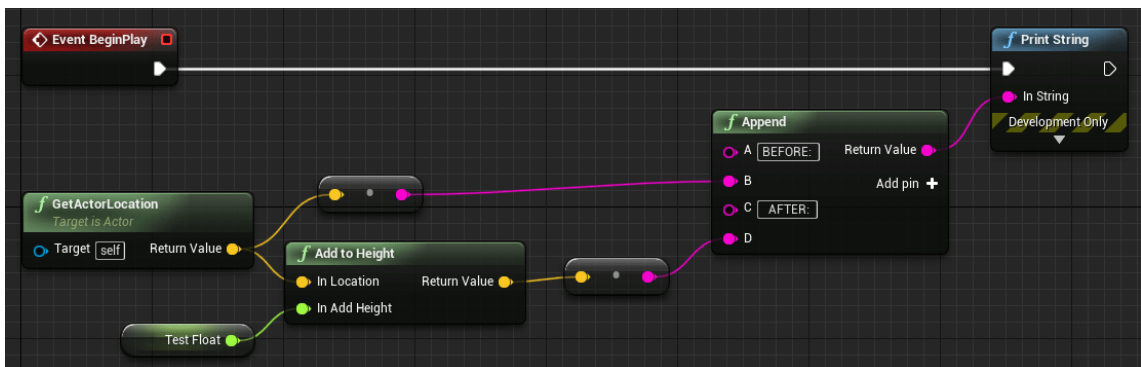 Event BeginPlay
f Print String
In String
Development Only
f Append
A BEFORE: Return Value
B Add pin +
C AFTER:
D
f GetActorLocation
Target is Actor
Target self Return Value
f Add to Height
In Location Return Value
In Add Height
Test Float